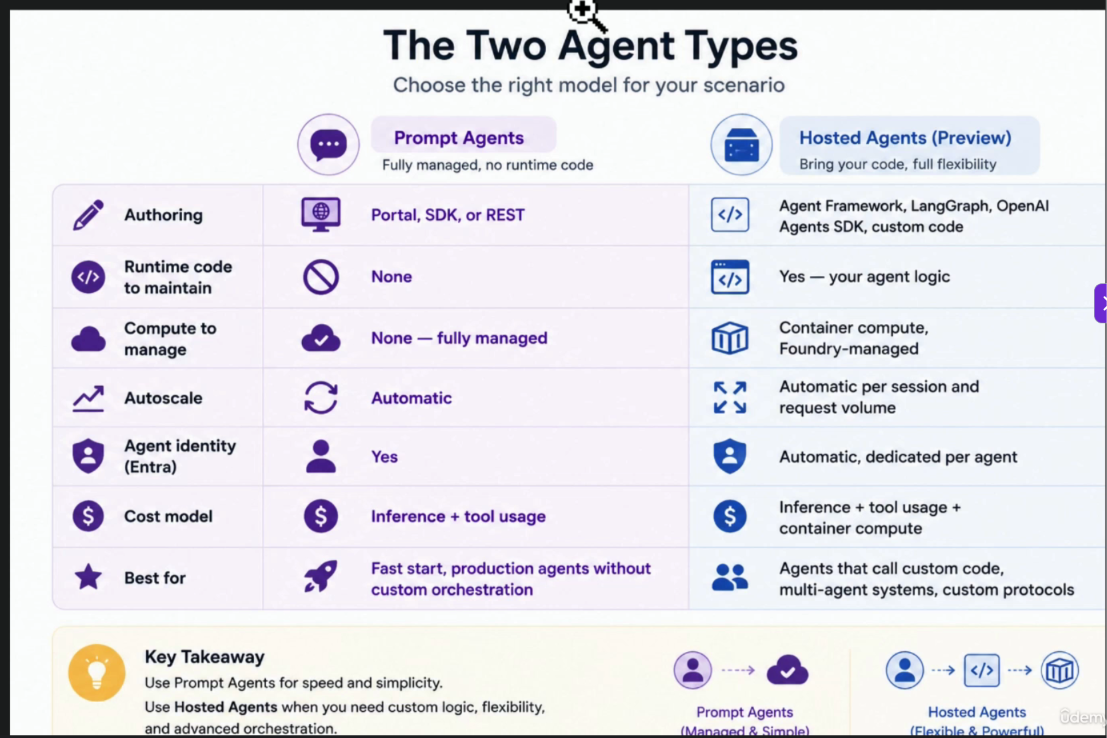 The Two Agent Types
Choose the right model for your scenario
Prompt Agents
Fully managed, no runtime code
Hosted Agents (Preview)
Bring your code, full flexibility
Authoring
Portal, SDK, or REST
Agent Framework, LangGraph, OpenAI
Agents SDK, custom code
Runtime code
to maintain
None
Yes — your agent logic
Compute to
manage
None — fully managed
Container compute,
Foundry-managed
Autoscale
Automatic
Automatic per session and
request volume
Agent identity
(Entra)
Yes
Automatic, dedicated per agent
Cost model
Inference + tool usage
Inference + tool usage +
container compute
Best for
Fast start, production agents without
custom orchestration
Agents that call custom code,
multi-agent systems, custom protocols
Key Takeaway
Use Prompt Agents for speed and simplicity.
Use Hosted Agents when you need custom logic, flexibility,
and advanced orchestration.
Prompt Agents
(Managed & Simple)
Hosted Agents
(Flexible & Powerful)
ûdemy